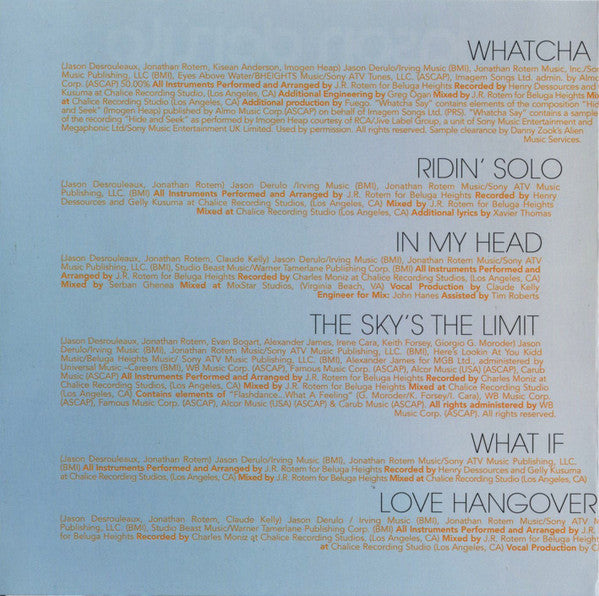 WHATCHA
(Jason Desrouleaux, Jonathan Rotem, Kisean Anderson, Imogen Heap) Jason Derulo/Irving Music (BMI), Jonathan Rotem Music, Inc./So
Music Publishing, LLC (BMI), Eyes Above Water/BHEIGHTS Music/Sony ATV Tunes, LLC. (ASCAP), Imagem Songs Ltd. admin. by Almo
Corp. (ASCAP) 50.00% All Instruments Performed and Arranged by J.R. Rotem for Beluga Heights Recorded by Henry Dessources and
Kusuma at Chalice Recording Studios, (Los Angeles, CA) Additional Engineering by Greg Ogan Mixed by J.R. Rotem for Beluga Heights M
at Chalice Recording Studio (Los Angeles, CA) Additional production by Fuego. "Whatcha Say" contains elements of the composition "Hid
and Seek" (Imogen Heap) published by Almo Music Corp.(ASCAP) on behalf of Imagem Songs Ltd. (PRS). "Whatcha Say" contains a sample
of the recording "Hide and Seek" as performed by Imogen Heap courtesy of RCA/Jive Label Group, a unit of Sony Music Entertainment and
Megaphonic Ltd/Sony Music Entertainment UK Limited. Used by permission. All rights reserved. Sample clearance by Danny Zook's Alien
Music Services.
RIDIN' SOLO
(Jason Desrouleaux, Jonathan Rotem) Jason Derulo /Irving Music (BMI), Jonathan Rotem Music/Sony ATV Music
Publishing, LLC. (BMI) All Instruments Performed and Arranged by J.R. Rotem for Beluga Heights Recorded by Henry
Dessources and Gelly Kusuma at Chalice Recording Studios, (Los Angeles, CA) Mixed by J.R. Rotem for Beluga Heights
Mixed at Chalice Recording Studio (Los Angeles, CA) Additional lyrics by Xavier Thomas
IN MY HEAD
(Jason Desrouleaux, Jonathan Rotem, Claude Kelly) Jason Derulo/Irving Music (BMI), Jonathan Rotem Music/Sony ATV
Music Publishing, LLC. (BMI), Studio Beast Music/Warner Tamerlane Publishing Corp. (BMI) All Instruments Performed and
Arranged by J.R. Rotem for Beluga Heights Recorded by Charles Moniz at Chalice Recording Studios, (Los Angeles, CA)
Mixed by Serban Ghenea Mixed at MixStar Studios, (Virginia Beach, VA) Vocal Production by Claude Kelly
Engineer for Mix: John Hanes Assisted by Tim Roberts
THE SKY'S THE LIMIT
(Jason Desrouleaux, Jonathan Rotem, Evan Bogart, Alexander James, Irene Cara, Keith Forsey, Giorgio G. Moroder) Jason
Derulo/Irving Music (BMI), Jonathan Rotem Music/Sony ATV Music Publishing, LLC. (BMI), Here's Lookin At You Kidd
Music/Beluga Heights Music/ Sony ATV Music Publishing, LLC. (BMI), Alexander James for MGB Ltd., administered by
Universal Music –Careers (BMI), WB Music Corp. (ASCAP), Famous Music Corp. (ASCAP), Alcor Music (USA) (ASCAP), Carub
Music (ASCAP) All Instruments Performed and Arranged by J.R. Rotem for Beluga Heights Recorded by Charles Moniz at
Chalice Recording Studios, (Los Angeles, CA) Mixed by J.R. Rotem for Beluga Heights Mixed at Chalice Recording Studio
(Los Angeles, CA) Contains elements of "Flashdance...What A Feeling" (G. Moroder/K. Forsey/I. Cara), WB Music Corp.
(ASCAP), Famous Music Corp. (ASCAP), Alcor Music (USA) (ASCAP) & Carub Music (ASCAP). All rights administered by WB
Music Corp. (ASCAP). All rights reserved.
WHAT IF
(Jason Desrouleaux, Jonathan Rotem) Jason Derulo/Irving Music (BMI), Jonathan Rotem Music/Sony ATV Music Publishing, LLC.
(BMI) All Instruments Performed and Arranged by J.R. Rotem for Beluga Heights Recorded by Henry Dessources and Gelly Kusuma
at Chalice Recording Studios, (Los Angeles, CA) Mixed by J.R. Rotem for Beluga Heights Mixed at Chalice Recording Studio, (Los Angeles, CA)
LOVE HANGOVER
(Jason Desrouleaux, Jonathan Rotem, Claude Kelly) Jason Derulo / Irving Music (BMI), Jonathan Rotem Music/Sony ATV M
Publishing, LLC. (BMI), Studio Beast Music/Warner Tamerlane Publishing Corp. (BMI) All Instruments Performed and Arranged by J.R.
for Beluga Heights Recorded by Charles Moniz at Chalice Recording Studios, (Los Angeles, CA) Mixed by J.R. Rotem for Beluga Heights
at Chalice Recording Studio (Los Angeles, CA) Vocal Production by C